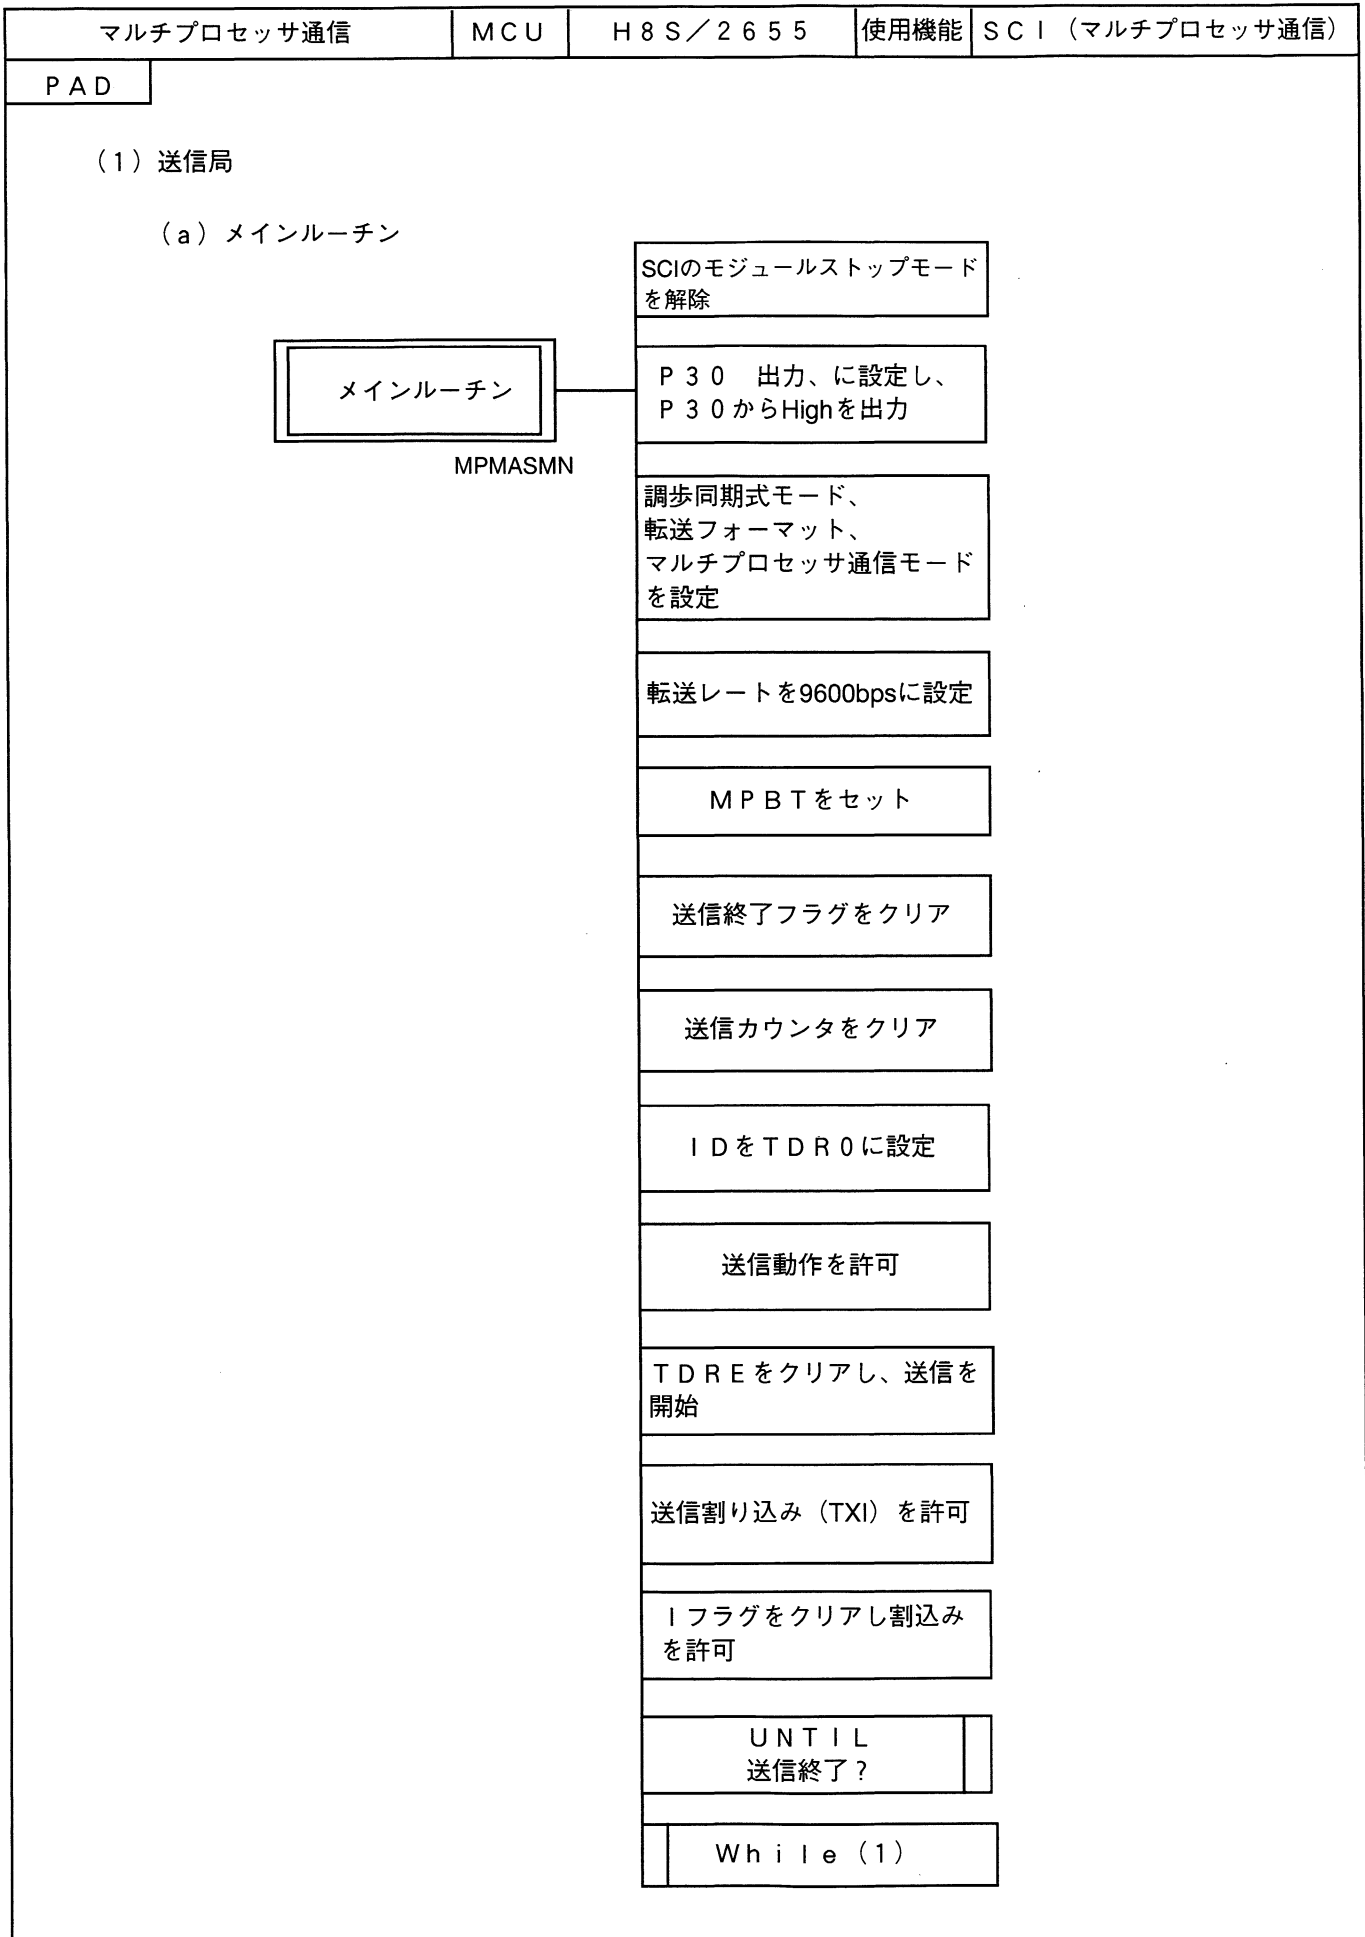 マルチプロセッサ通信 MCU H8S/2655 使用機能 SCI(マルチプロセッサ通信)
PAD
(1)送信局
(a)メインルーチン
SCIのモジュールストップモード
を解除
メインルーチン
MPMASMN
P30 出力、に設定し、
P30からHighを出力
調歩同期式モード、
転送フォーマット、
マルチプロセッサ通信モード
を設定
転送レートを9600bpsに設定
MPBTをセット
送信終了フラグをクリア
送信カウンタをクリア
IDをTDR0に設定
送信動作を許可
TDREをクリアし、送信を
開始
送信割り込み(TXI)を許可
Iフラグをクリアし割込み
を許可
UNTIL
送信終了?
While(1)